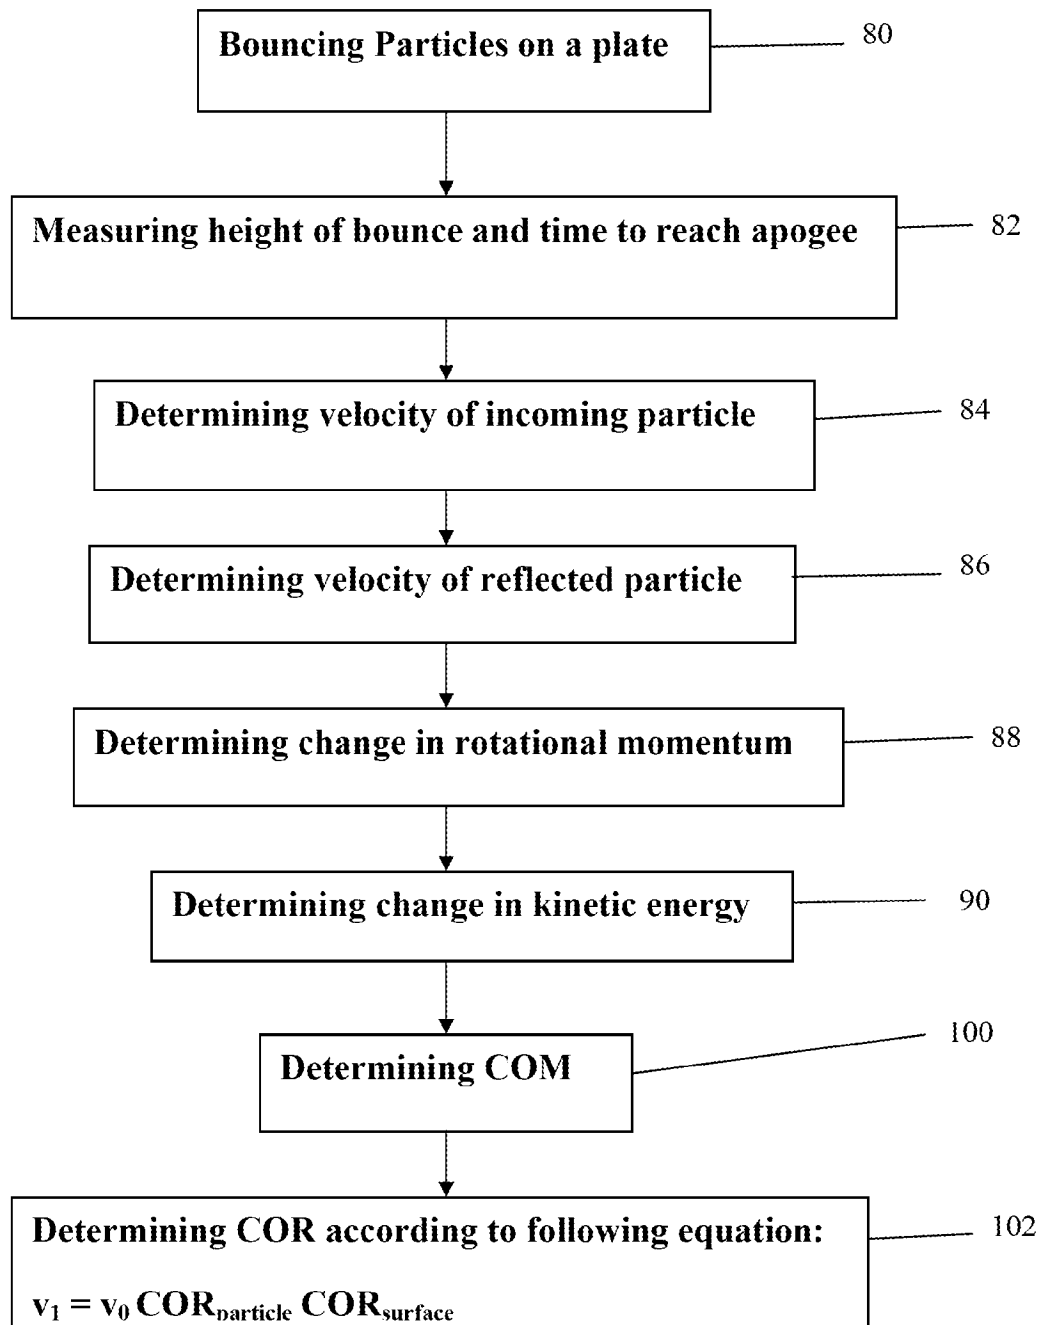 Bouncing Particles on a plate
80
Measuring height of bounce and time to reach apogee
82
Determining velocity of incoming particle
84
Determining velocity of reflected particle
86
Determining change in rotational momentum
88
Determining change in kinetic energy
90
Determining COM
100
Determining COR according to following equation:
102
v₁ = v₀ CORₚₐᵣₜᵢcₗₑ CORₛᵤᵣfₐcₑ